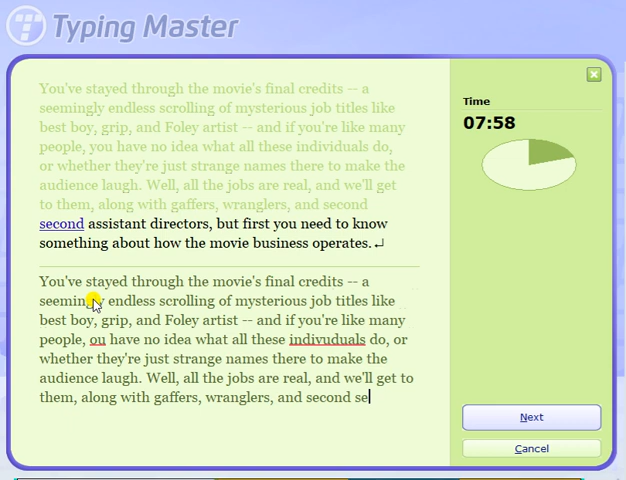 Typing Master
You've stayed through the movie's final credits -- a
seemingly endless scrolling of mysterious job titles like
best boy, grip, and Foley artist -- and if you're like many
people, you have no idea what all these individuals do,
or whether they're just strange names there to make the
audience laugh. Well, all the jobs are real, and we'll get
to them, along with gaffers, wranglers, and second
second assistant directors, but first you need to know
something about how the movie business operates.↵
You've stayed through the movie's final credits -- a
seemingly endless scrolling of mysterious job titles like
best boy, grip, and Foley artist -- and if you're like many
people, ou have no idea what all these indivuduals do, or
whether they're just strange names there to make the
audience laugh. Well, all the jobs are real, and we'll get to
them, along with gaffers, wranglers, and second se
Time
07:58
Next
Cancel